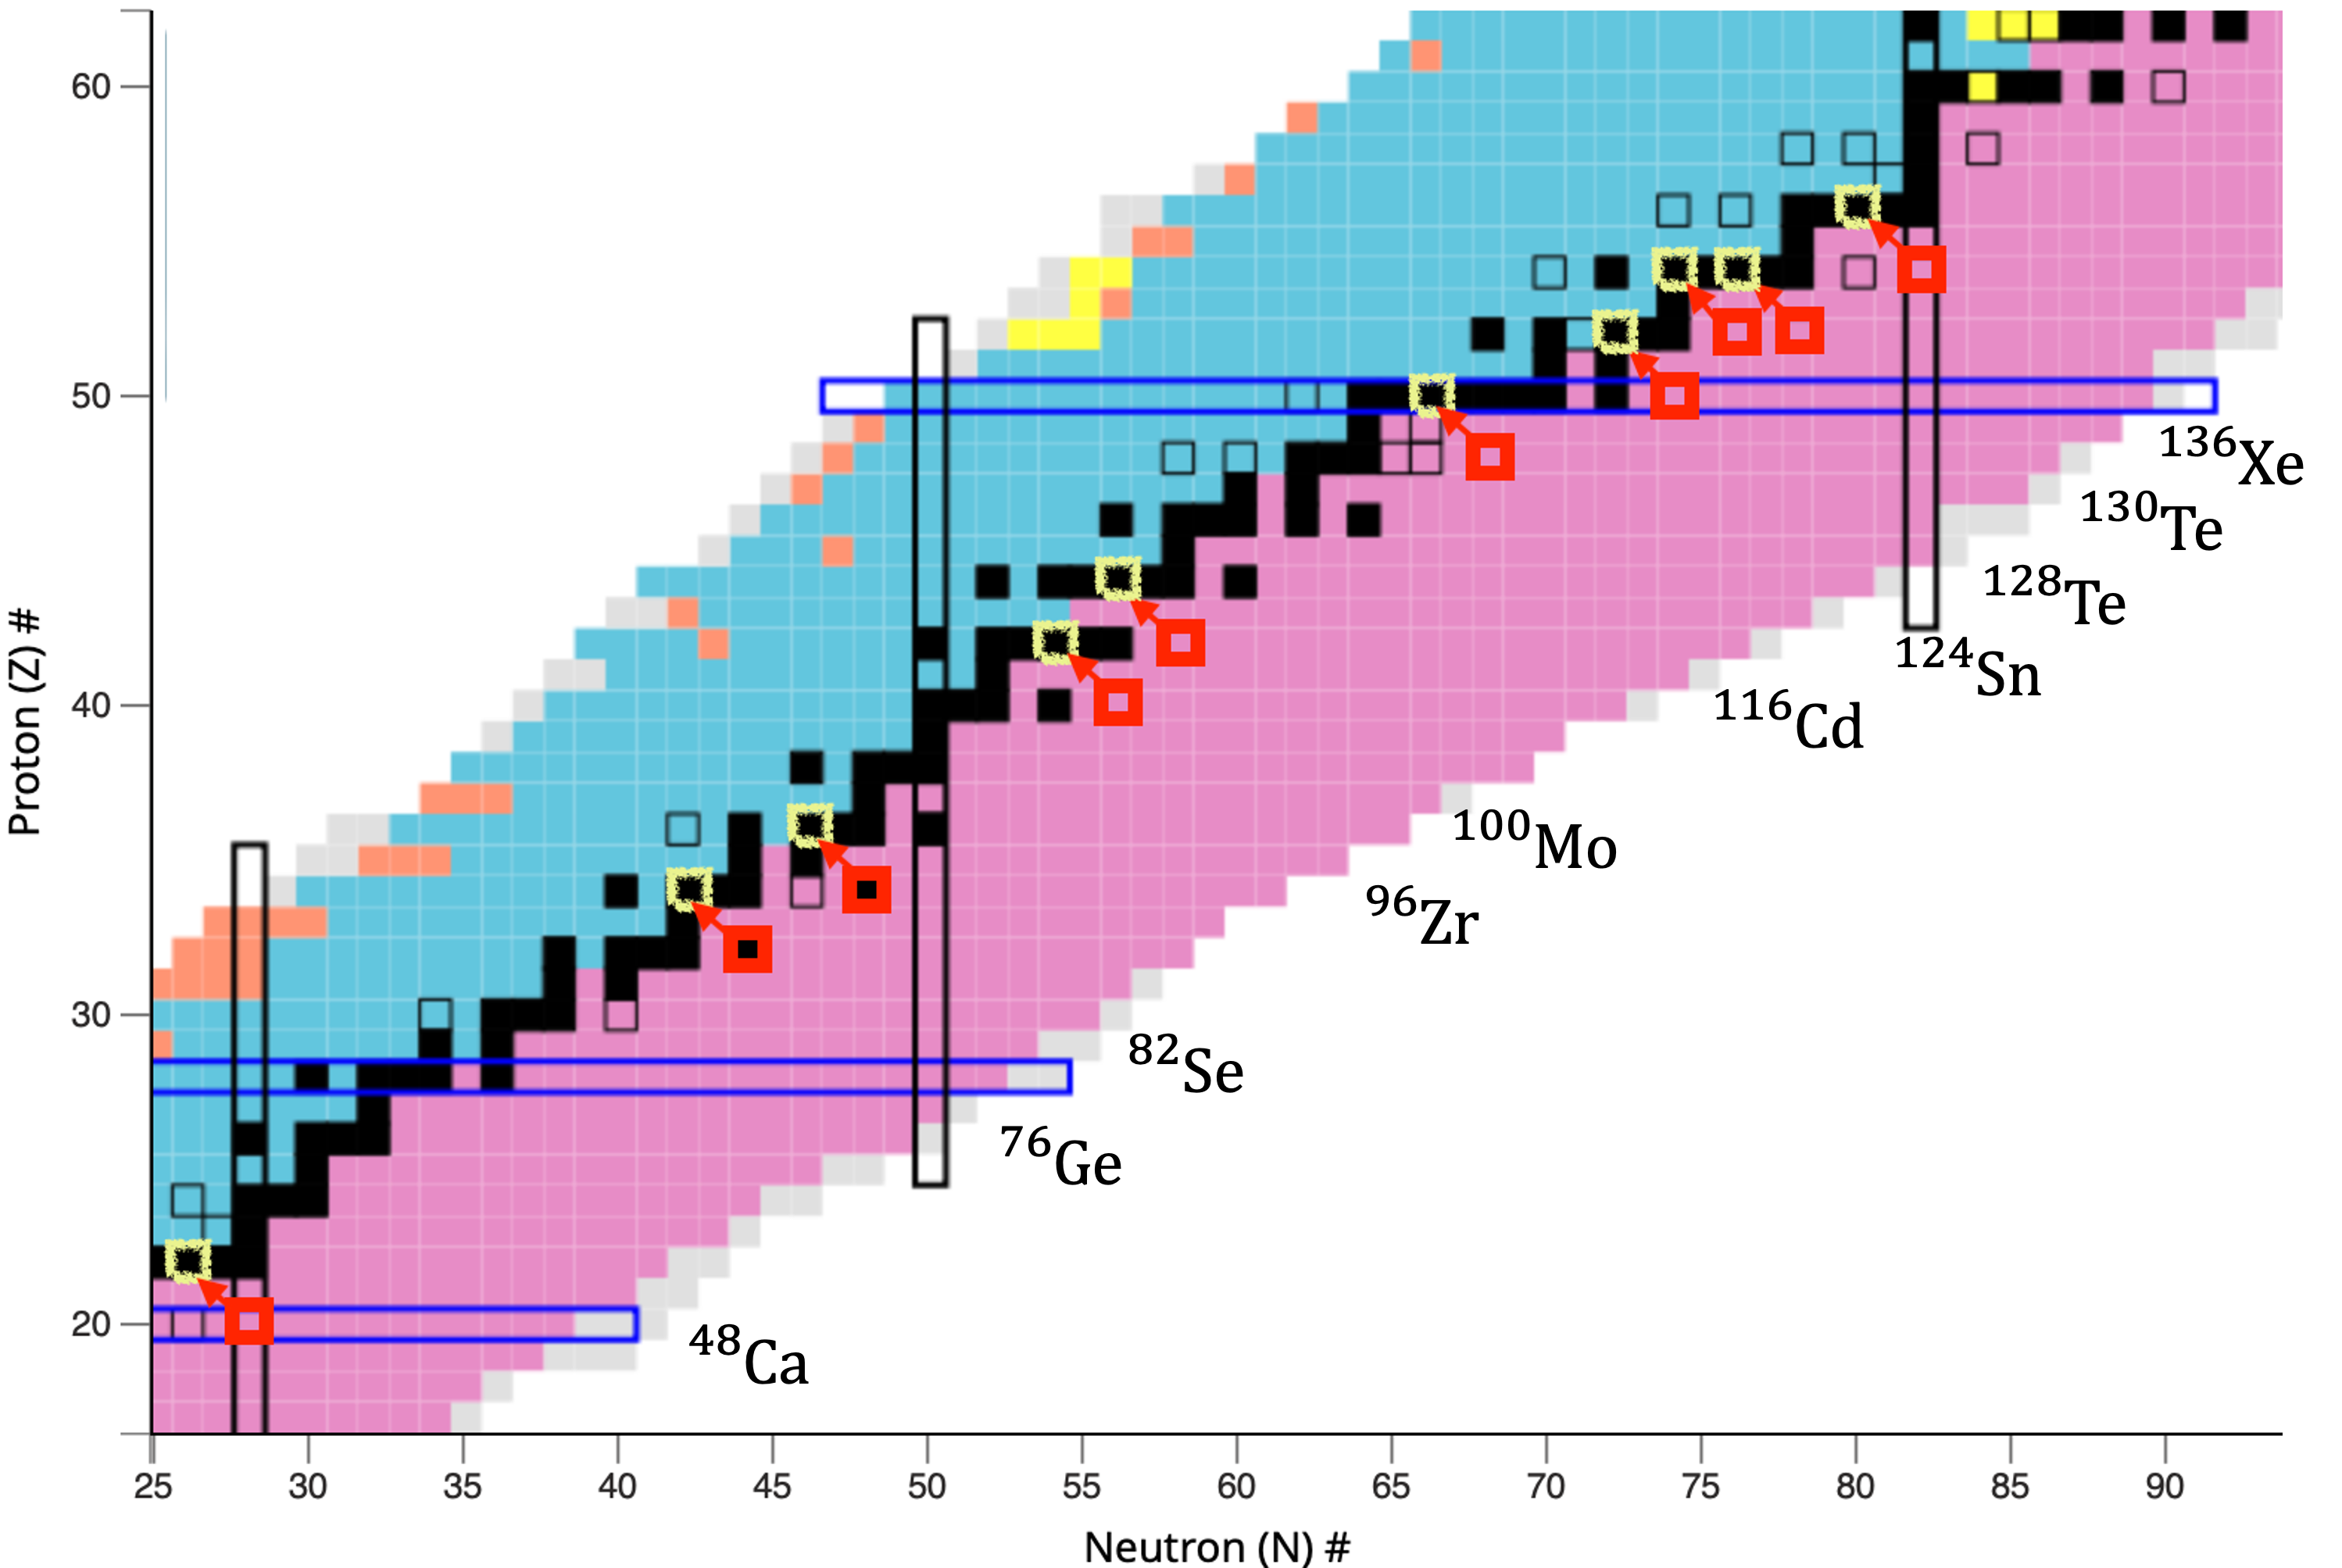 60
50
40
30
20
Proton (Z) #
¹³⁶Xe
¹³⁰Te
¹²⁸Te
¹²⁴Sn
¹¹⁶Cd
¹⁰⁰Mo
⁹⁶Zr
⁸²Se
⁷⁶Ge
⁴⁸Ca
25 30 35 40 45 50 55 60 65 70 75 80 85 90
Neutron (N) #